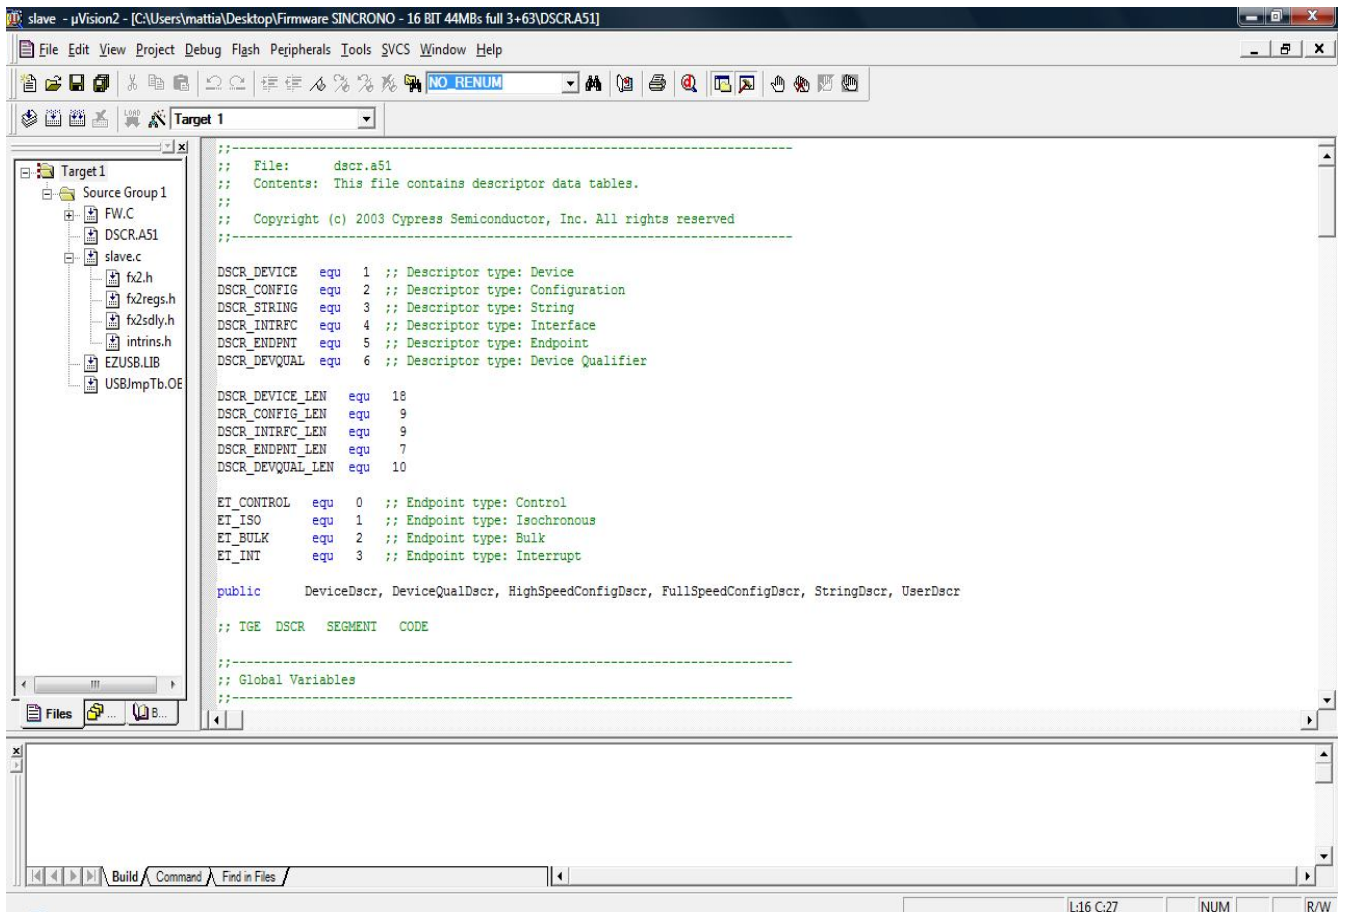 slave - µVision2 - [C:\Users\mattia\Desktop\Firmware SINCRONO - 16 BIT 44MBs full 3+63\DSCR.A51]
File Edit View Project Debug Flash Peripherals Tools SVCS Window Help
NO_RENUM
LOAD Target 1
Target 1
Source Group 1
FW.C
DSCR.A51
slave.c
fx2.h
fx2regs.h
fx2sdly.h
intrins.h
EZUSB.LIB
USBJmpTb.OB
Files ... B...
;;-----------------------------------------------------------------------------
;; File: dscr.a51
;; Contents: This file contains descriptor data tables.
;;
;; Copyright (c) 2003 Cypress Semiconductor, Inc. All rights reserved
;;-----------------------------------------------------------------------------
DSCR_DEVICE equ 1 ;; Descriptor type: Device
DSCR_CONFIG equ 2 ;; Descriptor type: Configuration
DSCR_STRING equ 3 ;; Descriptor type: String
DSCR_INTRFC equ 4 ;; Descriptor type: Interface
DSCR_ENDPNT equ 5 ;; Descriptor type: Endpoint
DSCR_DEVQUAL equ 6 ;; Descriptor type: Device Qualifier
DSCR_DEVICE_LEN equ 18
DSCR_CONFIG_LEN equ 9
DSCR_INTRFC_LEN equ 9
DSCR_ENDPNT_LEN equ 7
DSCR_DEVQUAL_LEN equ 10
ET_CONTROL equ 0 ;; Endpoint type: Control
ET_ISO equ 1 ;; Endpoint type: Isochronous
ET_BULK equ 2 ;; Endpoint type: Bulk
ET_INT equ 3 ;; Endpoint type: Interrupt
public DeviceDscr, DeviceQualDscr, HighSpeedConfigDscr, FullSpeedConfigDscr, StringDscr, UserDscr
;; TGE DSCR SEGMENT CODE
;;-----------------------------------------------------------------------------
;; Global Variables
;;-----------------------------------------------------------------------------
Build Command Find in Files
L:16 C:27 NUM R/W